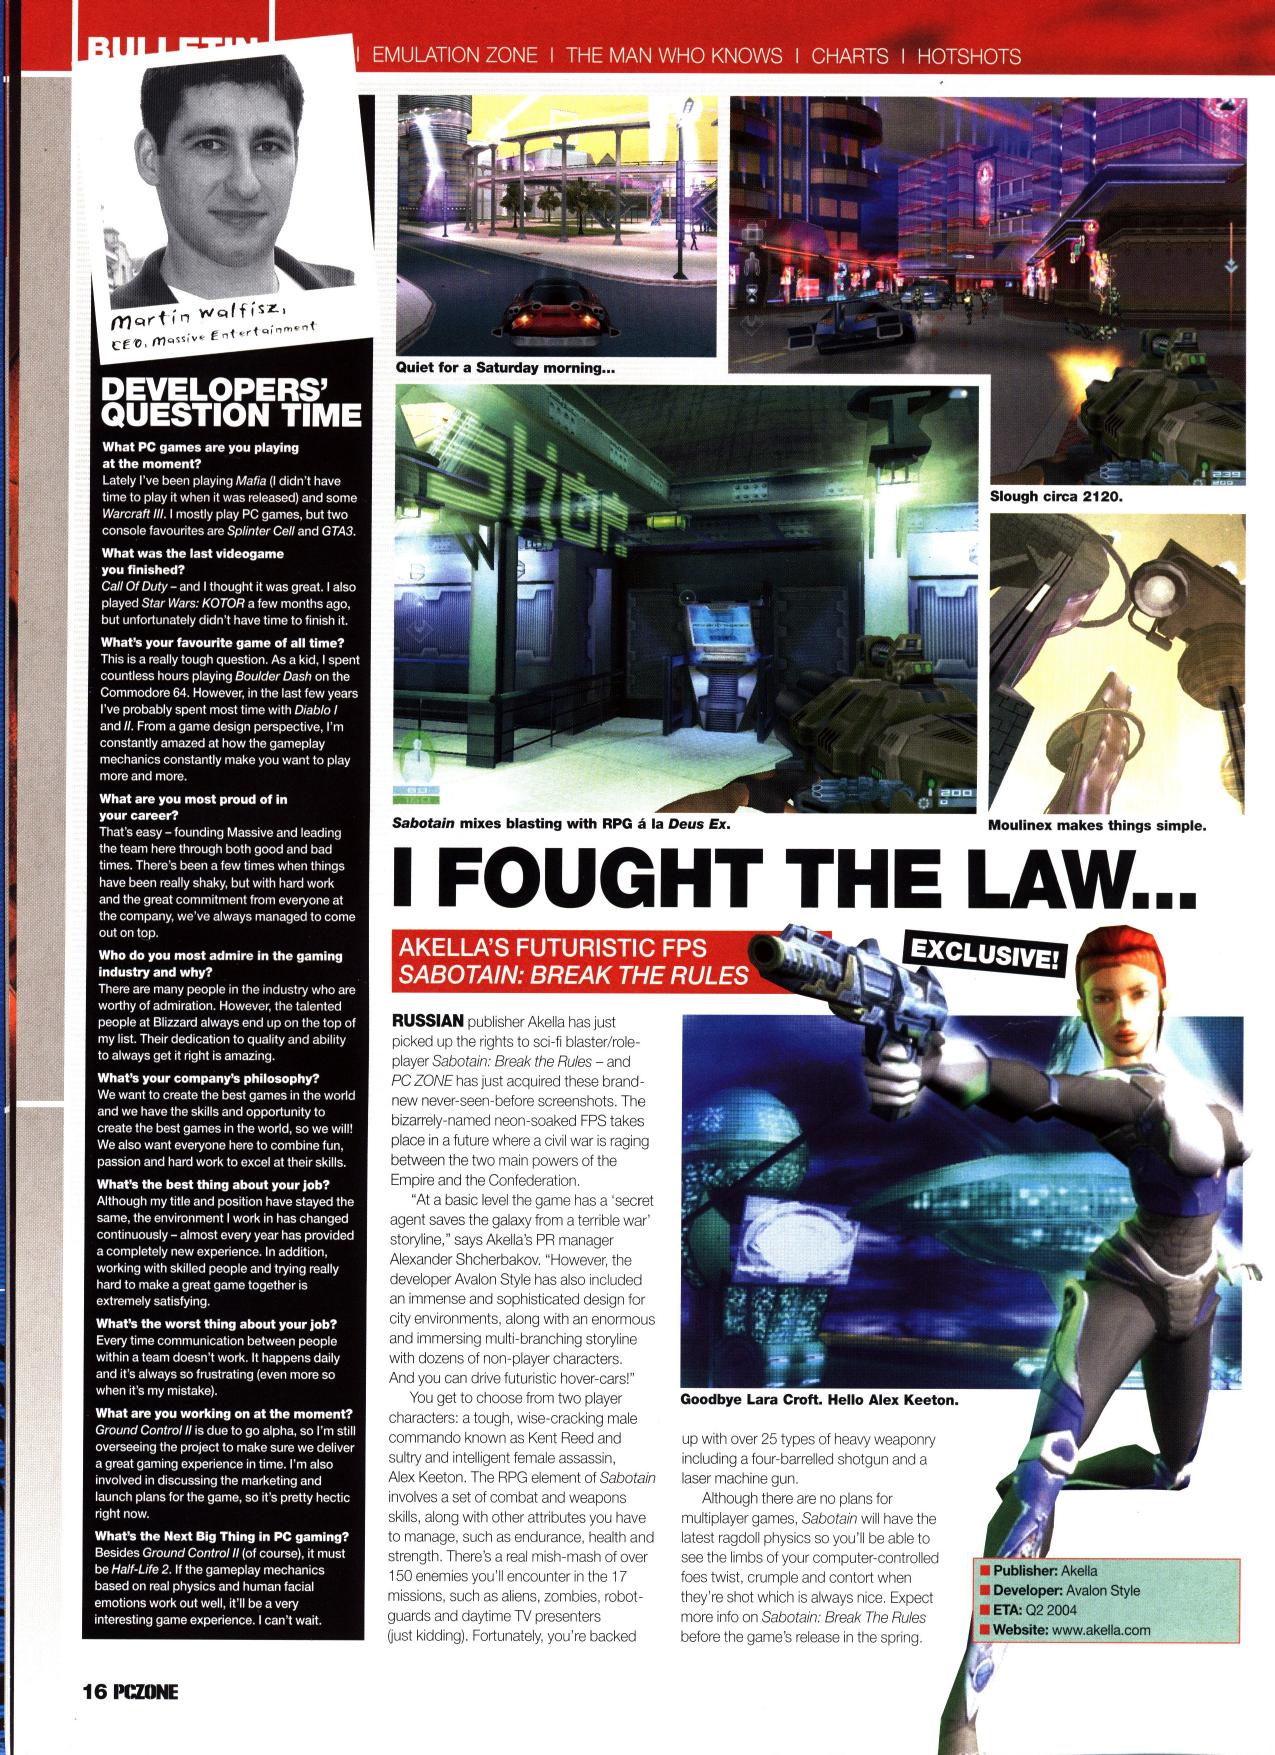 BULLETIN
| EMULATION ZONE | THE MAN WHO KNOWS | CHARTS | HOTSHOTS
Martin Walfisz,
CEO, Massive Entertainment
DEVELOPERS'
QUESTION TIME
What PC games are you playing
at the moment?
Lately I've been playing Mafia (I didn't have
time to play it when it was released) and some
Warcraft III. I mostly play PC games, but two
console favourites are Splinter Cell and GTA3.
What was the last videogame
you finished?
Call Of Duty – and I thought it was great. I also
played Star Wars: KOTOR a few months ago,
but unfortunately didn't have time to finish it.
What's your favourite game of all time?
This is a really tough question. As a kid, I spent
countless hours playing Boulder Dash on the
Commodore 64. However, in the last few years
I've probably spent most time with Diablo I
and II. From a game design perspective, I'm
constantly amazed at how the gameplay
mechanics constantly make you want to play
more and more.
What are you most proud of in
your career?
That's easy – founding Massive and leading
the team here through both good and bad
times. There's been a few times when things
have been really shaky, but with hard work
and the great commitment from everyone at
the company, we've always managed to come
out on top.
Who do you most admire in the gaming
industry and why?
There are many people in the industry who are
worthy of admiration. However, the talented
people at Blizzard always end up on the top of
my list. Their dedication to quality and ability
to always get it right is amazing.
What's your company's philosophy?
We want to create the best games in the world
and we have the skills and opportunity to
create the best games in the world, so we will!
We also want everyone here to combine fun,
passion and hard work to excel at their skills.
What's the best thing about your job?
Although my title and position have stayed the
same, the environment I work in has changed
continuously – almost every year has provided
a completely new experience. In addition,
working with skilled people and trying really
hard to make a great game together is
extremely satisfying.
What's the worst thing about your job?
Every time communication between people
within a team doesn't work. It happens daily
and it's always so frustrating (even more so
when it's my mistake).
What are you working on at the moment?
Ground Control II is due to go alpha, so I'm still
overseeing the project to make sure we deliver
a great gaming experience in time. I'm also
involved in discussing the marketing and
launch plans for the game, so it's pretty hectic
right now.
What's the Next Big Thing in PC gaming?
Besides Ground Control II (of course), it must
be Half-Life 2. If the gameplay mechanics
based on real physics and human facial
emotions work out well, it'll be a very
interesting game experience. I can't wait.
Quiet for a Saturday morning...
239
200
Slough circa 2120.
200
Sabotain mixes blasting with RPG á la Deus Ex.
Moulinex makes things simple.
I FOUGHT THE LAW...
AKELLA'S FUTURISTIC FPS
SABOTAIN: BREAK THE RULES
EXCLUSIVE!
RUSSIAN publisher Akella has just
picked up the rights to sci-fi blaster/role-
player Sabotain: Break the Rules – and
PC ZONE has just acquired these brand-
new never-seen-before screenshots. The
bizarrely-named neon-soaked FPS takes
place in a future where a civil war is raging
between the two main powers of the
Empire and the Confederation.
"At a basic level the game has a 'secret
agent saves the galaxy from a terrible war'
storyline," says Akella's PR manager
Alexander Shcherbakov. "However, the
developer Avalon Style has also included
an immense and sophisticated design for
city environments, along with an enormous
and immersing multi-branching storyline
with dozens of non-player characters.
And you can drive futuristic hover-cars!"
You get to choose from two player
characters: a tough, wise-cracking male
commando known as Kent Reed and
sultry and intelligent female assassin,
Alex Keeton. The RPG element of Sabotain
involves a set of combat and weapons
skills, along with other attributes you have
to manage, such as endurance, health and
strength. There's a real mish-mash of over
150 enemies you'll encounter in the 17
missions, such as aliens, zombies, robot-
guards and daytime TV presenters
(just kidding). Fortunately, you're backed
Goodbye Lara Croft. Hello Alex Keeton.
up with over 25 types of heavy weaponry
including a four-barrelled shotgun and a
laser machine gun.
Although there are no plans for
multiplayer games, Sabotain will have the
latest ragdoll physics so you'll be able to
see the limbs of your computer-controlled
foes twist, crumple and contort when
they're shot which is always nice. Expect
more info on Sabotain: Break The Rules
before the game's release in the spring.
Publisher: Akella
Developer: Avalon Style
ETA: Q2 2004
Website: www.akella.com
16 PCZONE